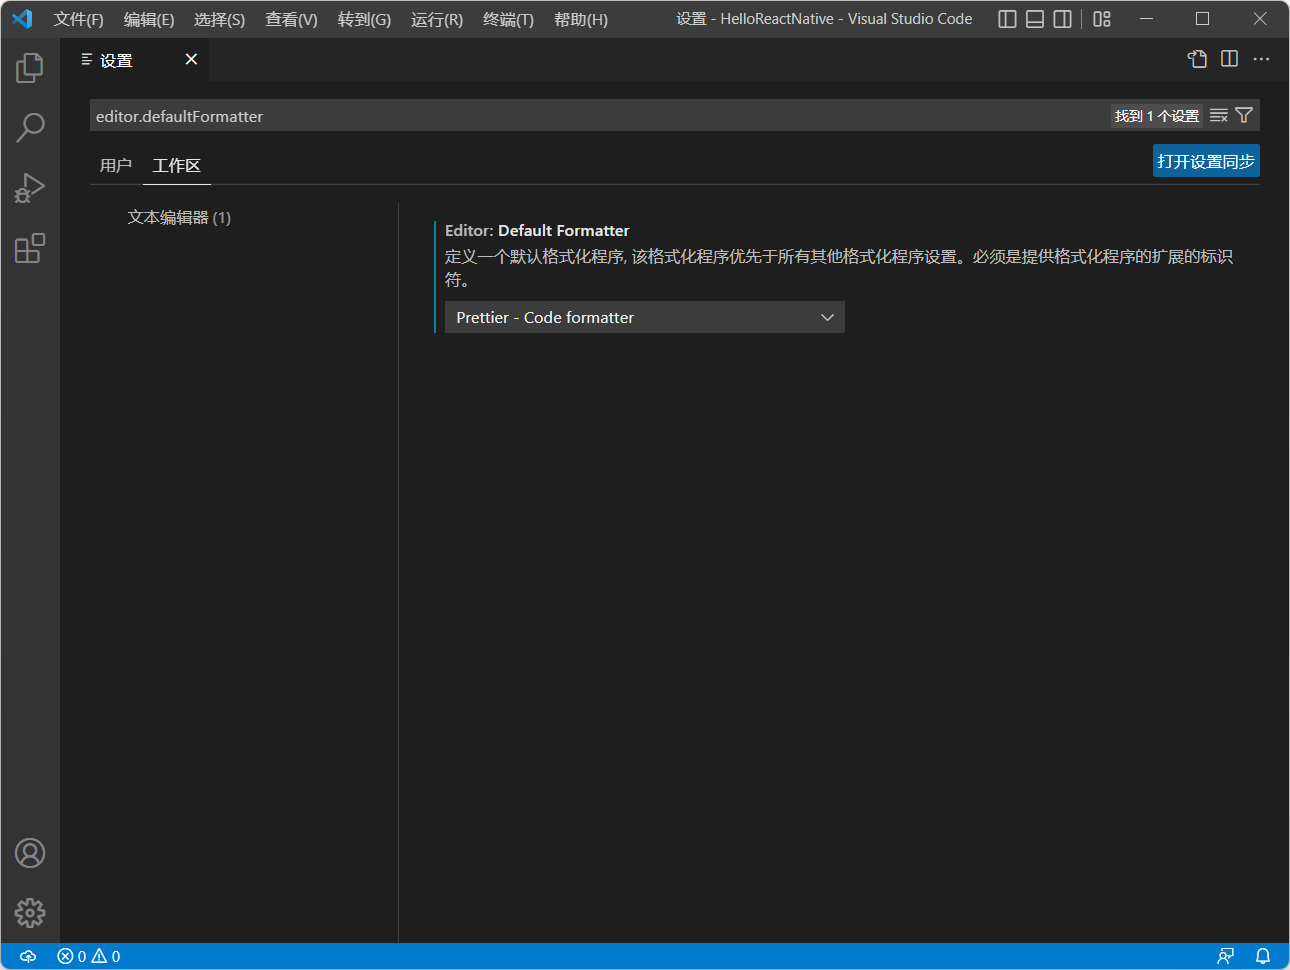 文件(F) 编辑(E) 选择(S) 查看(V) 转到(G) 运行(R) 终端(T) 帮助(H) 设置 - HelloReactNative - Visual Studio Code
设置
editor.defaultFormatter 找到 1 个设置
用户 工作区 打开设置同步
文本编辑器 (1)
Editor: Default Formatter
定义一个默认格式化程序, 该格式化程序优先于所有其他格式化程序设置。必须是提供格式化程序的扩展的标识
符。
Prettier - Code formatter
0 0